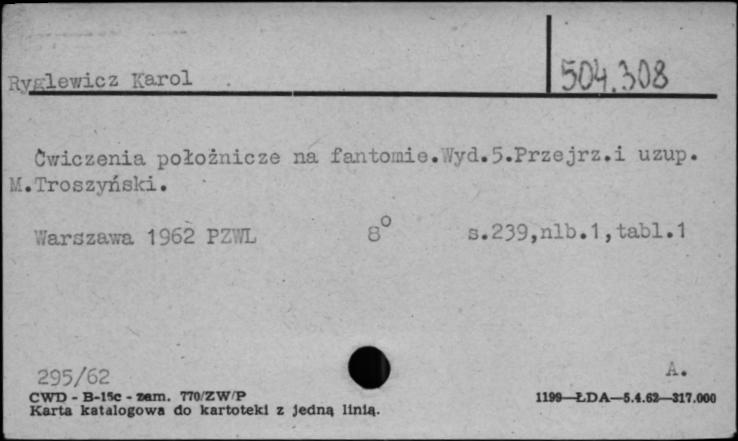 Ryglewicz Karol
504.308
Ćwiczenia położnicze na fantomie.Wyd.5.Przejrz.i uzup.
M.Troszyński.
Warszawa 1962 PZWL 8° s.239,nlb.1,tabl.1
295/62
A.
CWD - B-15c - zam. 770/ZW/P
1199—ŁDA—5.4.62—317.000
Karta katalogowa do kartoteki z jedną linią.